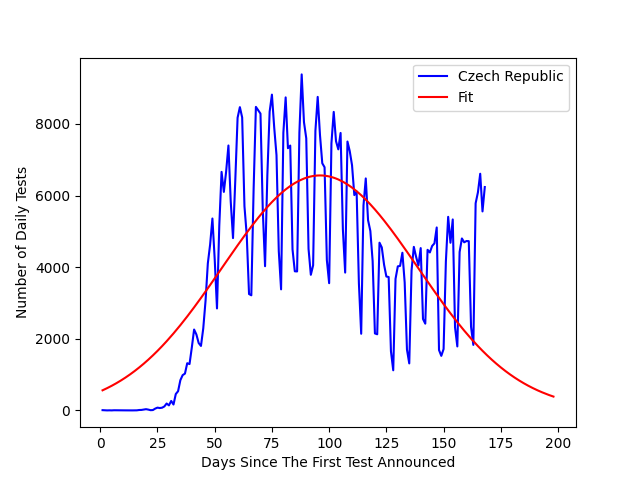 Czech Republic
Fit
8000
6000
4000
2000
0
Number of Daily Tests
0 25 50 75 100 125 150 175 200
Days Since The First Test Announced